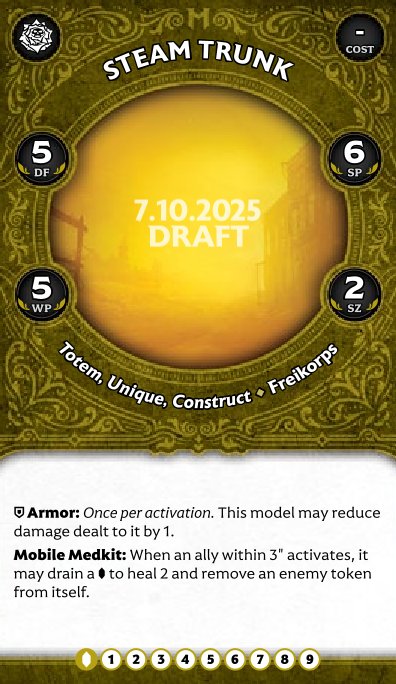 STEAM TRUNK
-
COST
5
DF
6
SP
7.10.2025
DRAFT
5
WP
2
SZ
Totem, Unique, Construct ⬥ Freikorps
Armor: Once per activation. This model may reduce
damage dealt to it by 1.
Mobile Medkit: When an ally within 3" activates, it
may drain a ⬮ to heal 2 and remove an enemy token
from itself.
1 2 3 4 5 6 7 8 9